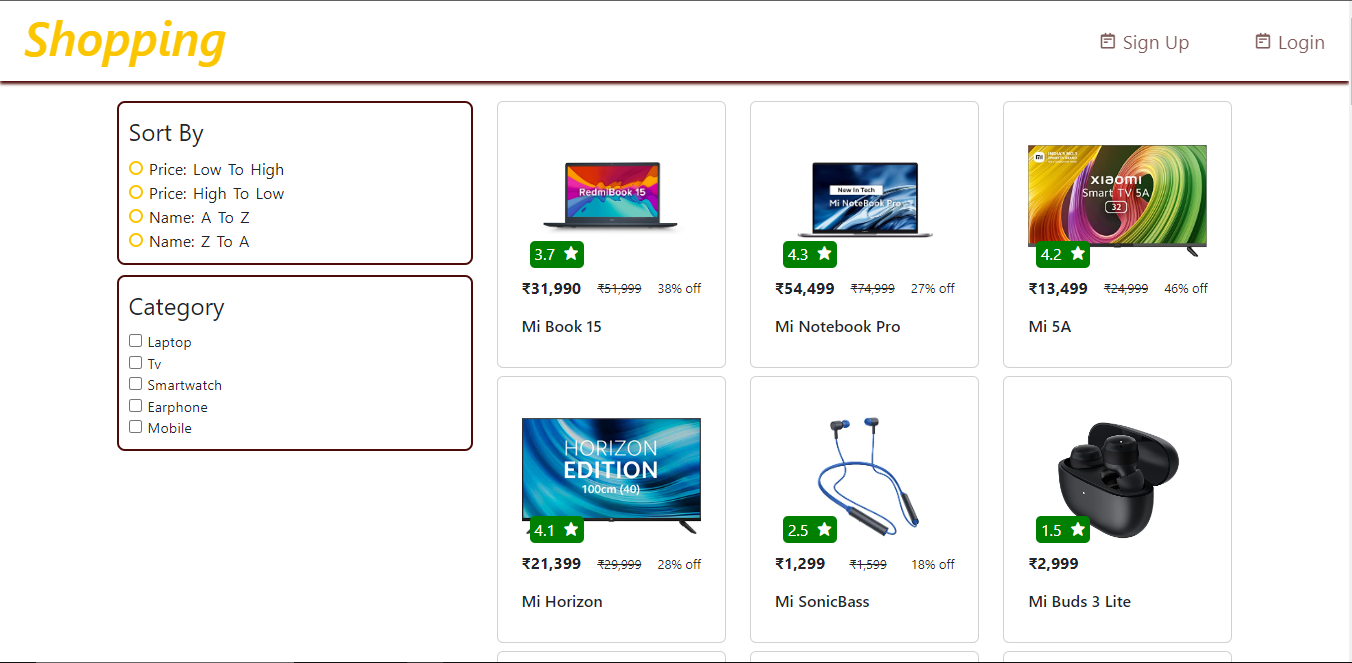 Shopping
Sign Up
Login
Sort By
Price: Low To High
Price: High To Low
Name: A To Z
Name: Z To A
Category
Laptop
Tv
Smartwatch
Earphone
Mobile
RedmiBook 15
3.7
₹31,990 ₹51,999 38% off
Mi Book 15
New In Tech
Mi NoteBook Pro
4.3
₹54,499 ₹74,999 27% off
Mi Notebook Pro
mi
xiaomi
Smart TV 5A
32
4.2
₹13,499 ₹24,999 46% off
Mi 5A
HORIZON
EDITION
100cm (40)
4.1
₹21,399 ₹29,999 28% off
Mi Horizon
2.5
₹1,299 ₹1,599 18% off
Mi SonicBass
1.5
₹2,999
Mi Buds 3 Lite